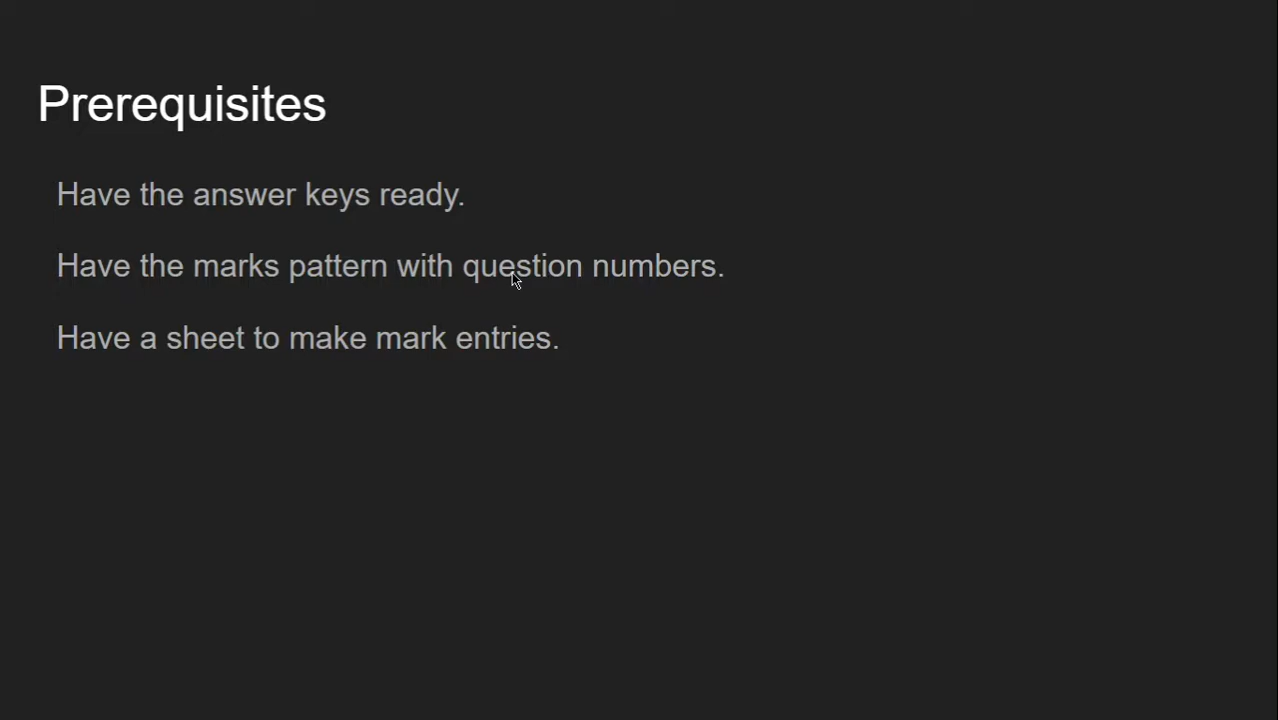 Prerequisites
Have the answer keys ready.
Have the marks pattern with question numbers.
Have a sheet to make mark entries.